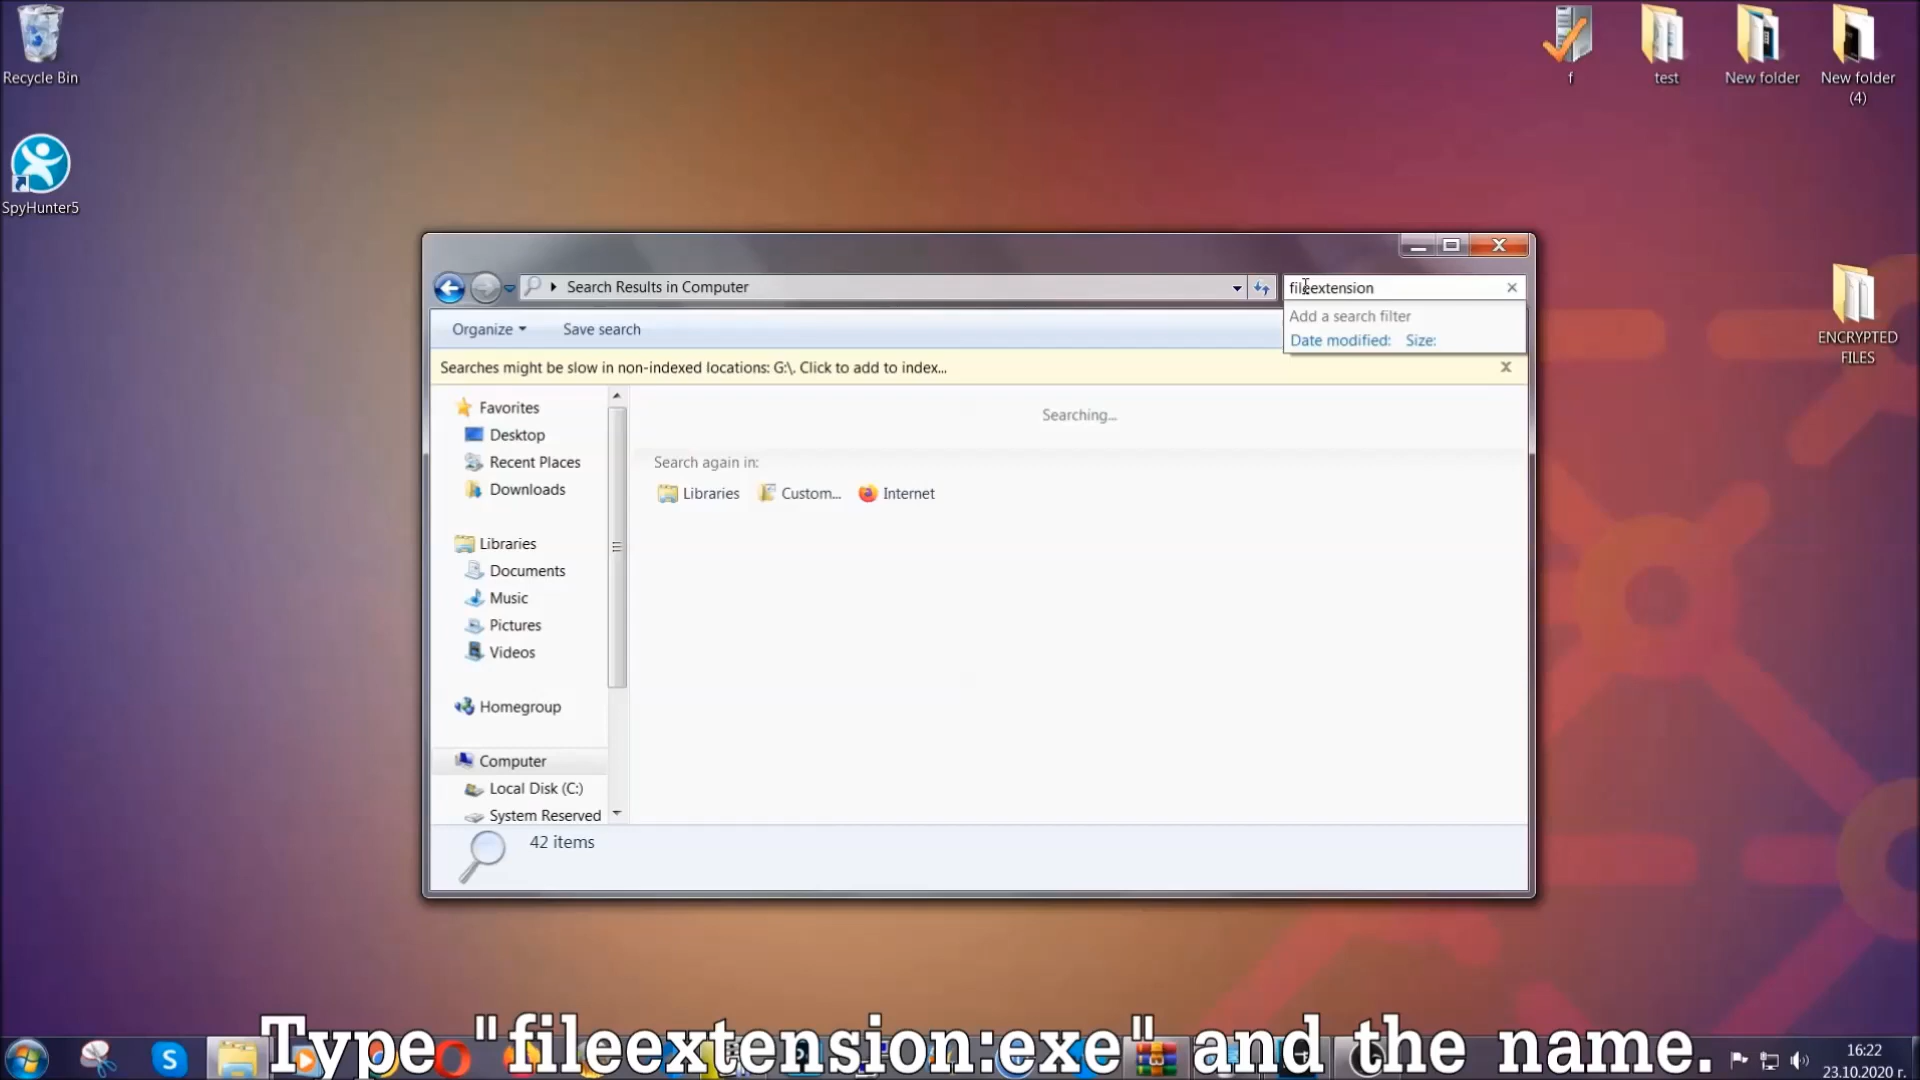 Recycle Bin
SpyHunter5
f
test
New folder
New folder
(4)
ENCRYPTED
FILES
Search Results in Computer
fileextension
Add a search filter
Date modified: Size:
Organize
Save search
Searches might be slow in non-indexed locations: G:\. Click to add to index...
Favorites
Desktop
Recent Places
Downloads
Libraries
Documents
Music
Pictures
Videos
Homegroup
Computer
Local Disk (C:)
System Reserved
Searching...
Search again in:
Libraries
Custom...
Internet
42 items
Type "fileextension:exe" and the name.
16:22
23.10.2020 г.